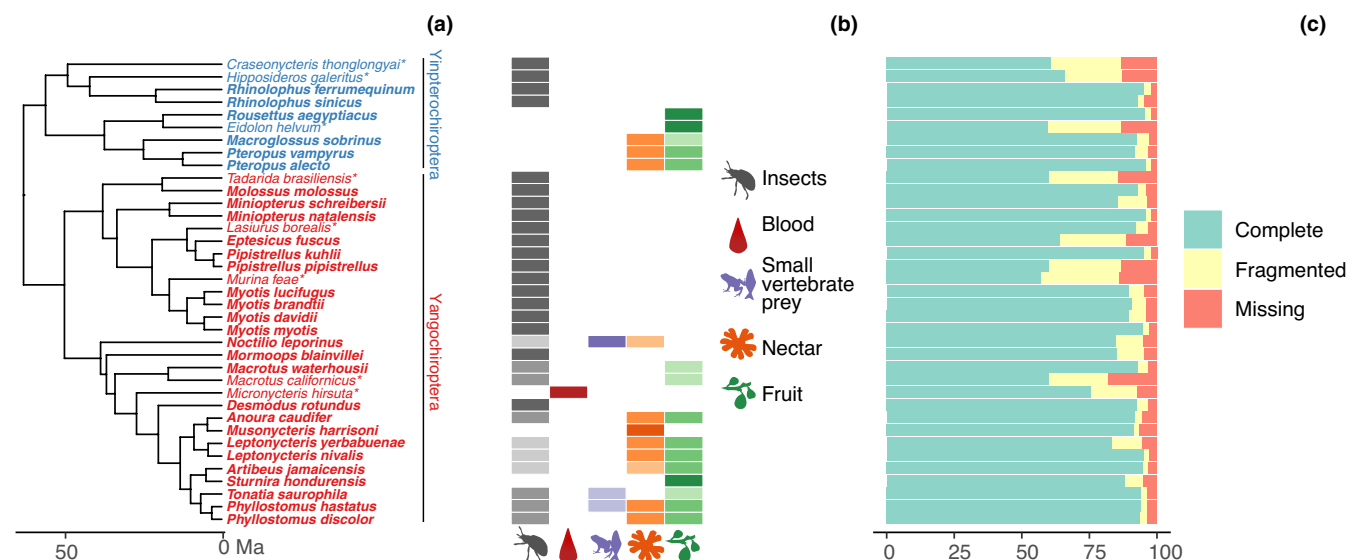 (a)
(b)
(c)
Craseonycteris thonglongyai*
Hipposideros galeritus*
Rhinolophus ferrumequinum
Rhinolophus sinicus
Rousettus aegyptiacus
Eidolon helvum*
Macroglossus sobrinus
Pteropus vampyrus
Pteropus alecto
Tadarida brasiliensis*
Molossus molossus
Miniopterus schreibersii
Miniopterus natalensis
Lasiurus borealis*
Eptesicus fuscus
Pipistrellus kuhlii
Pipistrellus pipistrellus
Murina feae*
Myotis lucifugus
Myotis brandtii
Myotis davidii
Myotis myotis
Noctilio leporinus
Mormoops blainvillei
Macrotus waterhousii
Macrotus californicus*
Micronycteris hirsuta*
Desmodus rotundus
Anoura caudifer
Musonycteris harrisoni
Leptonycteris yerbabuenae
Leptonycteris nivalis
Artibeus jamaicensis
Sturnira hondurensis
Tonatia saurophila
Phyllostomus hastatus
Phyllostomus discolor
Yinpterochiroptera
Yangochiroptera
50
0 Ma
Insects
Blood
Small
vertebrate
prey
Nectar
Fruit
Complete
Fragmented
Missing
0
25
50
75
100